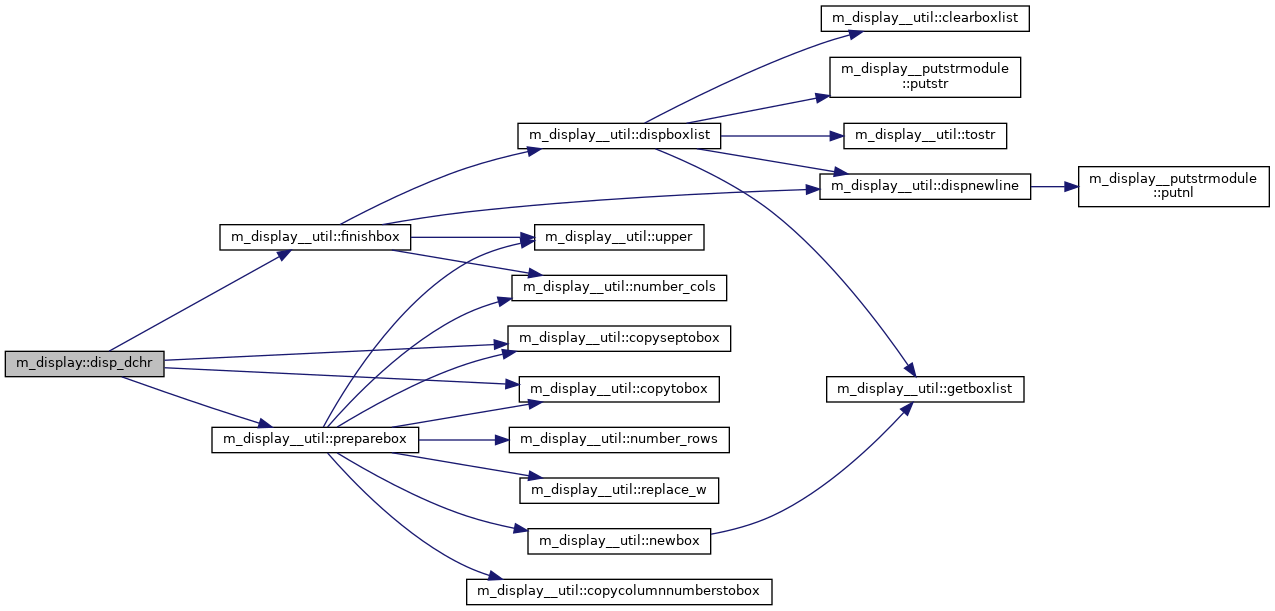 m_display__util::clearboxlist
m_display__putstrmodule
::putstr
m_display__util::dispboxlist
m_display__util::tostr
m_display__util::dispnewline
m_display__putstrmodule
::putnl
m_display__util::finishbox
m_display__util::upper
m_display__util::number_cols
m_display__util::copyseptobox
m_display::disp_dchr
m_display__util::copytobox
m_display__util::getboxlist
m_display__util::preparebox
m_display__util::number_rows
m_display__util::replace_w
m_display__util::newbox
m_display__util::copycolumnnumberstobox